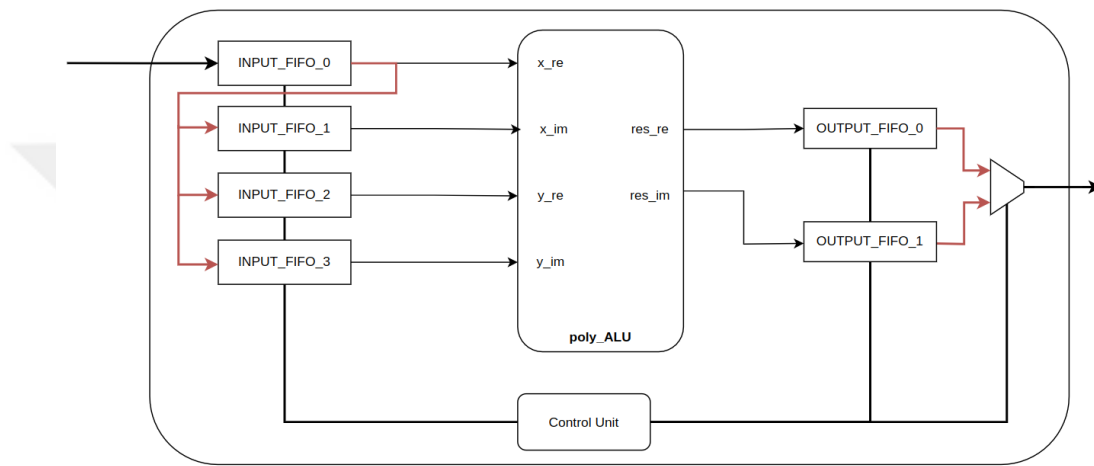 INPUT_FIFO_0
INPUT_FIFO_1
INPUT_FIFO_2
INPUT_FIFO_3
x_re
x_im
y_re
y_im
res_re
res_im
poly_ALU
OUTPUT_FIFO_0
OUTPUT_FIFO_1
Control Unit